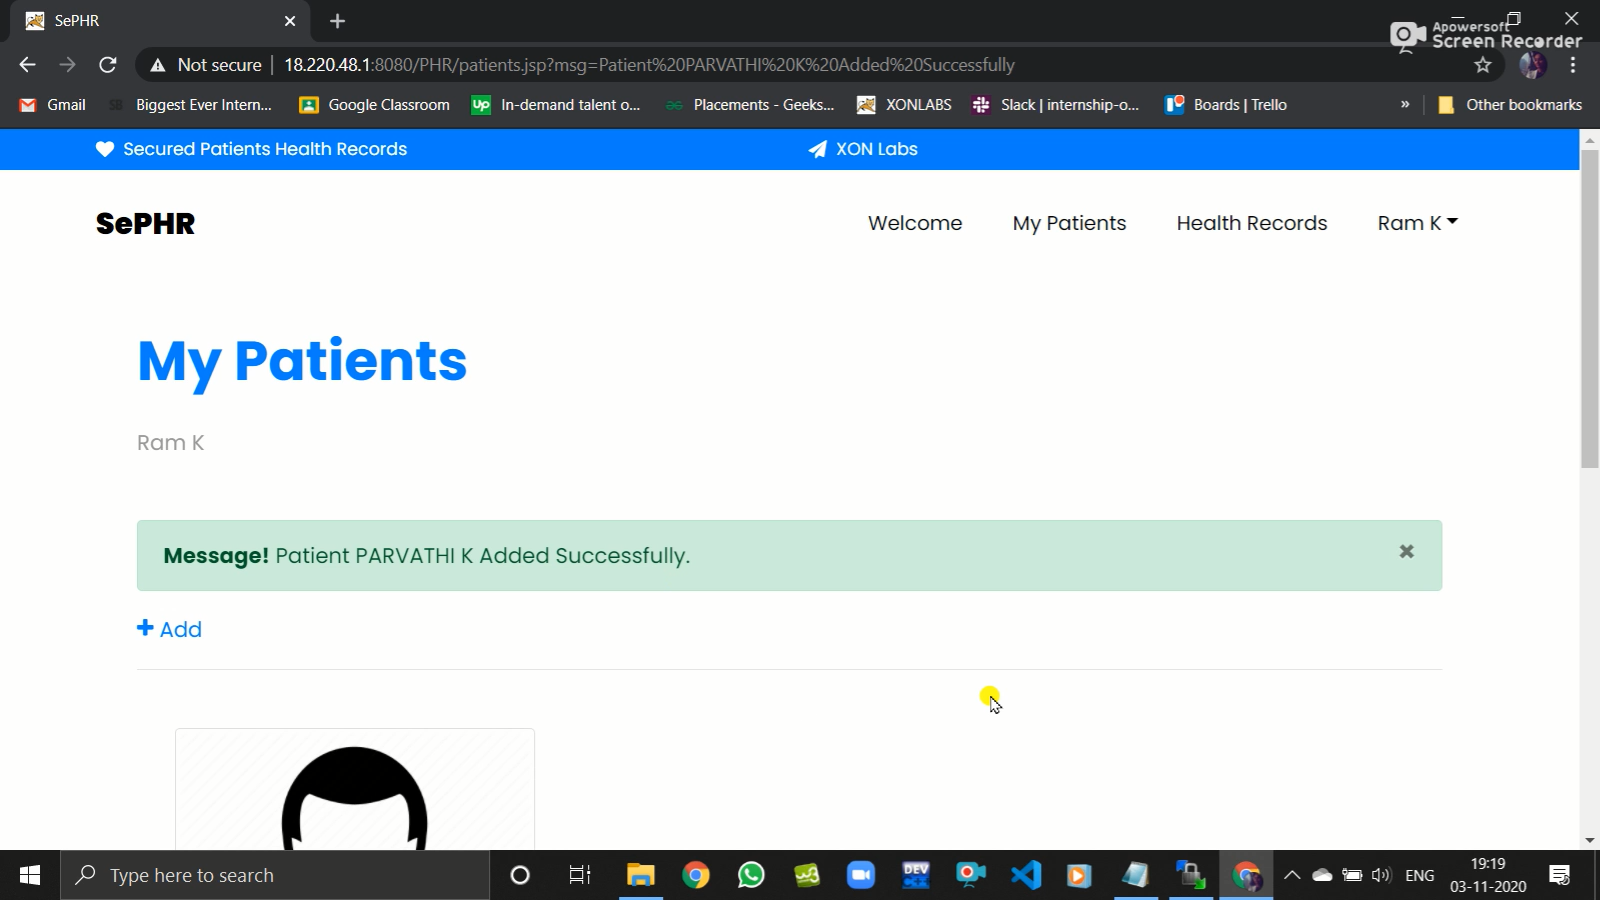 SePHR
Apowersoft
Screen Recorder
Not secure
18.220.48.1:8080/PHR/patients.jsp?msg=Patient%20PARVATHI%20K%20Added%20Successfully
Gmail
Biggest Ever Intern...
Google Classroom
Up
In-demand talent o...
Placements - Geeks...
XONLABS
Slack | internship-o...
Boards | Trello
»
Other bookmarks
Secured Patients Health Records
XON Labs
SePHR
Welcome
My Patients
Health Records
Ram K
My Patients
Ram K
Message! Patient PARVATHI K Added Successfully.
+ Add
Type here to search
w3
DEV
C++
ENG
19:19
03-11-2020